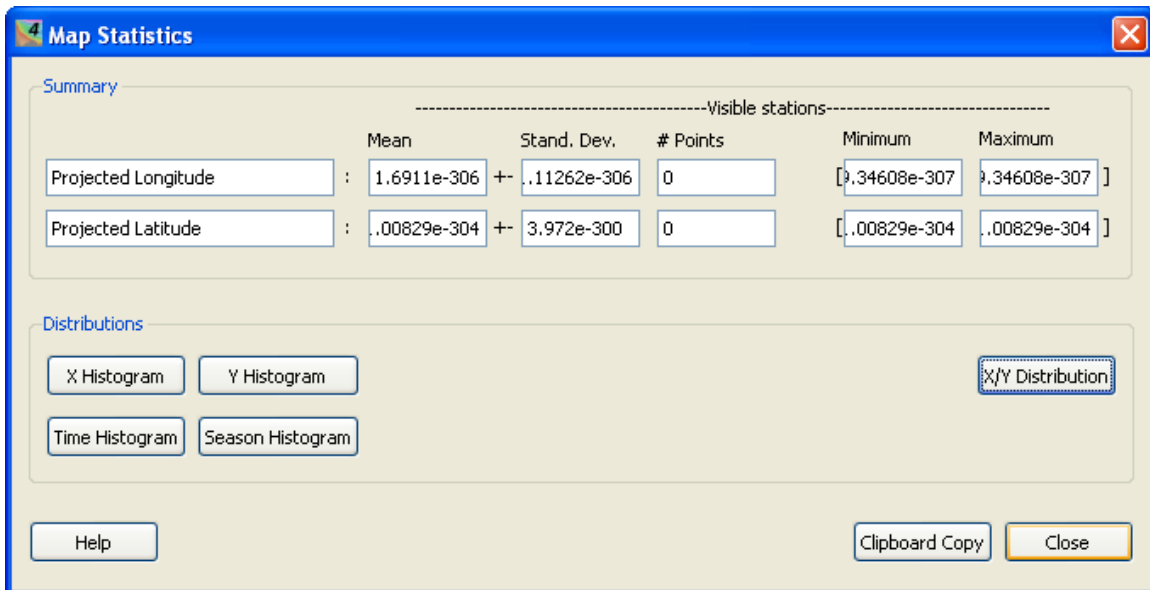 4 Map Statistics
Summary
-------------------------------------------Visible stations---------------------------------
Mean Stand. Dev. # Points Minimum Maximum
Projected Longitude : 1.6911e-306 +- ..11262e-306 0 [9.34608e-307 9.34608e-307 ]
Projected Latitude : ..00829e-304 +- 3.972e-300 0 [..00829e-304 ..00829e-304 ]
Distributions
X Histogram Y Histogram X/Y Distribution
Time Histogram Season Histogram
Help Clipboard Copy Close